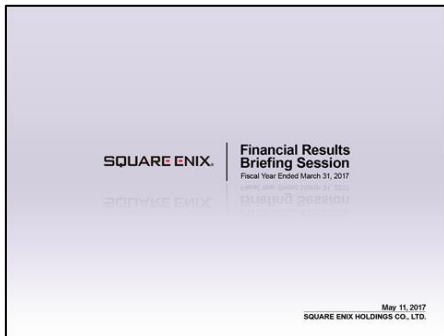 SQUARE ENIX®
Financial Results
Briefing Session
Fiscal Year Ended March 31, 2017
May 11, 2017
SQUARE ENIX HOLDINGS CO., LTD.